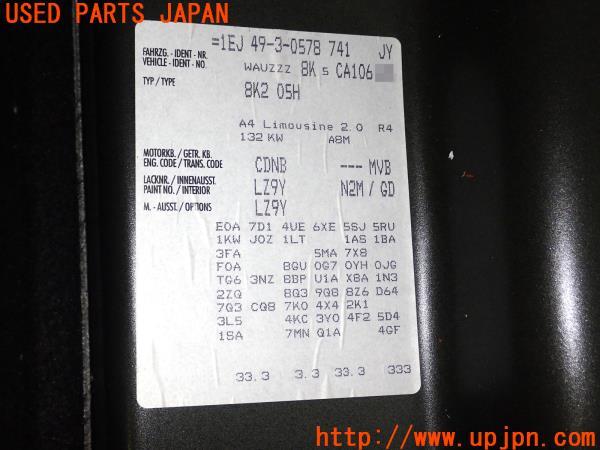 USED PARTS JAPAN
=1EJ 49-3-0578 741 JY
FAHRZG. - IDENT - NR.
VEHICLE - IDENT - NO.
WAUZZZ 8K 5 CA106
TYP / TYPE
8K2 05H
A4 Limousine 2.0 R4
132 KW A8M
MOTORKB. / GETR. KB.
ENG. CODE / TRANS. CODE
CDNB --- MVB
LACKNR. / INNENAUSST.
PAINT NO. / INTERIOR
LZ9Y N2M / GD
M. - AUSST. / OPTIONS
LZ9Y
E0A 7D1 4UE 6XE 5SJ 5RU
1KW J0Z 1LT 1AS 1BA
3FA 5MA 7X8
F0A 8GU 0G7 0YH 0JG
TG6 3NZ 8BP U1A X8A 1N3
2ZQ 8Q3 9Q8 8Z6 D64
7G3 CQ8 7K0 4X4 2K1
3L5 4KC 3Y0 4F2 5D4
1SA 7MN Q1A 4GF
33.3 3.3 33.3 333
http://www.upjpn.com